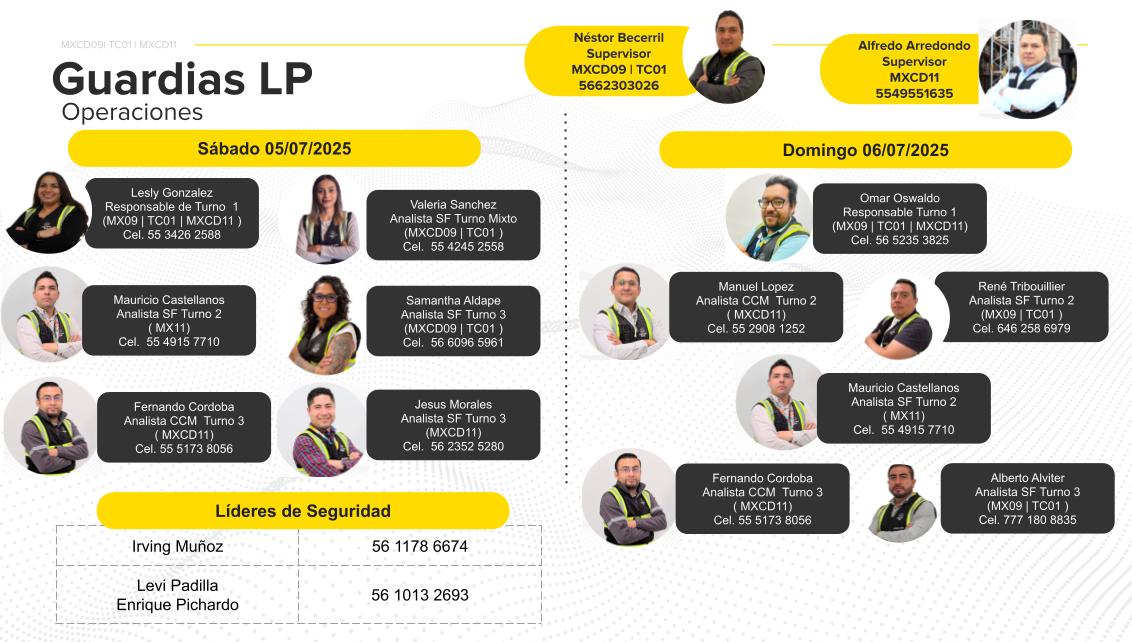 MXCD09| TC01 | MXCD11
Guardias LP
Operaciones
Néstor Becerril
Supervisor
MXCD09 | TC01
5662303026
Alfredo Arredondo
Supervisor
MXCD11
5549551635
Sábado 05/07/2025
Lesly Gonzalez
Responsable de Turno 1
(MX09 | TC01 | MXCD11 )
Cel. 55 3426 2588
Valeria Sanchez
Analista SF Turno Mixto
(MXCD09 | TC01 )
Cel. 55 4245 2558
Mauricio Castellanos
Analista SF Turno 2
( MX11)
Cel. 55 4915 7710
Samantha Aldape
Analista SF Turno 3
(MXCD09 | TC01 )
Cel. 56 6096 5961
Fernando Cordoba
Analista CCM Turno 3
( MXCD11)
Cel. 55 5173 8056
Jesus Morales
Analista SF Turno 3
(MXCD11)
Cel. 56 2352 5280
Líderes de Seguridad
Irving Muñoz 56 1178 6674
Levi Padilla
Enrique Pichardo
56 1013 2693
Domingo 06/07/2025
Omar Oswaldo
Responsable Turno 1
(MX09 | TC01 | MXCD11)
Cel. 56 5235 3825
Manuel Lopez
Analista CCM Turno 2
( MXCD11)
Cel. 55 2908 1252
René Tribouillier
Analista SF Turno 2
(MX09 | TC01 )
Cel. 646 258 6979
Mauricio Castellanos
Analista SF Turno 2
( MX11)
Cel. 55 4915 7710
Fernando Cordoba
Analista CCM Turno 3
( MXCD11)
Cel. 55 5173 8056
Alberto Alviter
Analista SF Turno 3
(MX09 | TC01 )
Cel. 777 180 8835